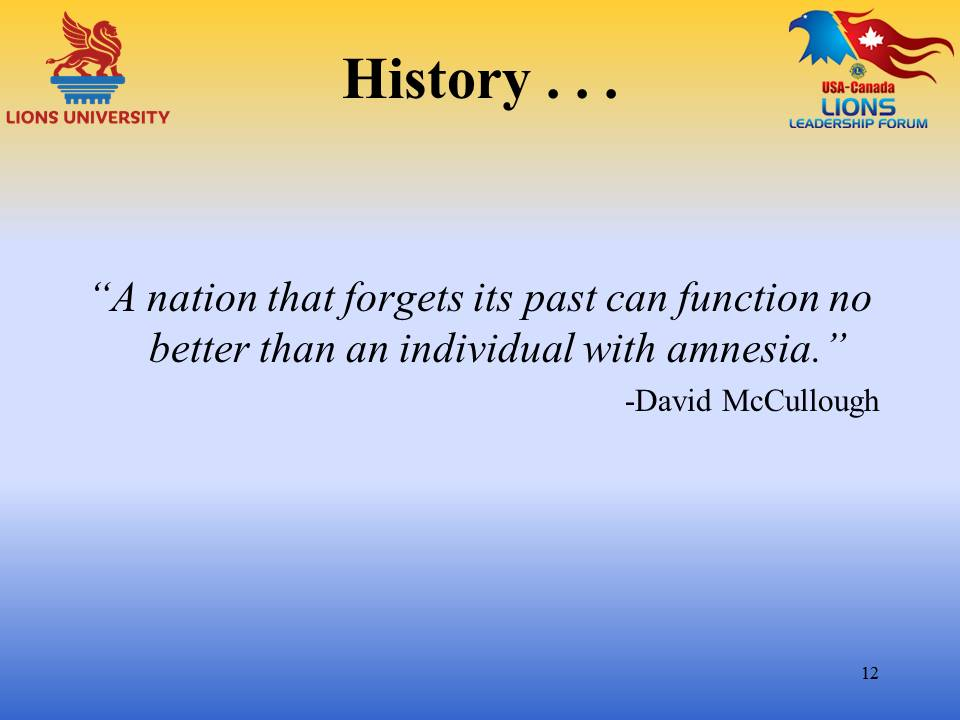 LIONS UNIVERSITY
History . . .
USA-Canada
LIONS
LEADERSHIP FORUM
“A nation that forgets its past can function no
better than an individual with amnesia.”
-David McCullough
12